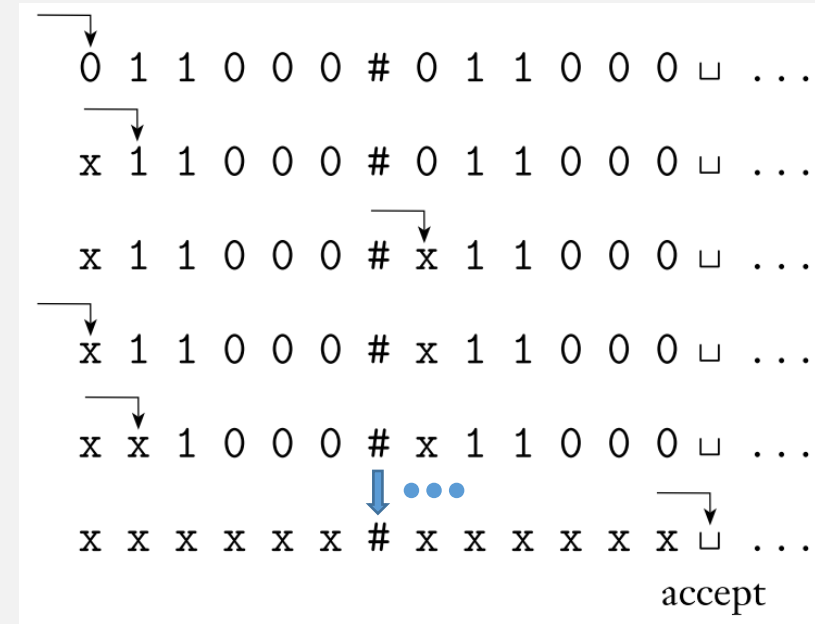 0 1 1 0 0 0 # 0 1 1 0 0 0 ⊔ ...
x 1 1 0 0 0 # 0 1 1 0 0 0 ⊔ ...
x 1 1 0 0 0 # x 1 1 0 0 0 ⊔ ...
x 1 1 0 0 0 # x 1 1 0 0 0 ⊔ ...
x x 1 0 0 0 # x 1 1 0 0 0 ⊔ ...
x x x x x x # x x x x x x ⊔ ...
accept